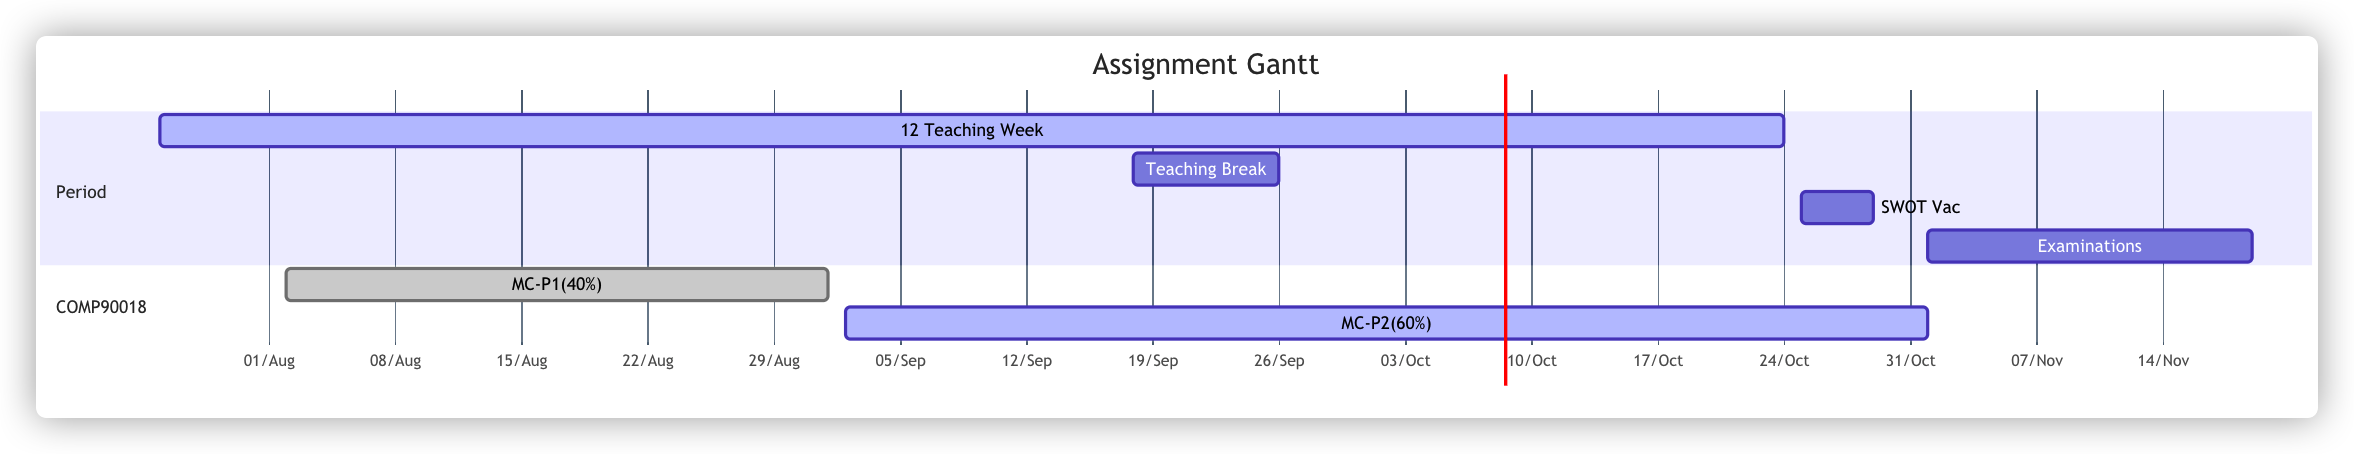 Assignment Gantt
12 Teaching Week
Teaching Break
Period
SWOT Vac
Examinations
MC-P1(40%)
COMP90018
MC-P2(60%)
01/Aug 08/Aug 15/Aug 22/Aug 29/Aug 05/Sep 12/Sep 19/Sep 26/Sep 03/Oct 10/Oct 17/Oct 24/Oct 31/Oct 07/Nov 14/Nov